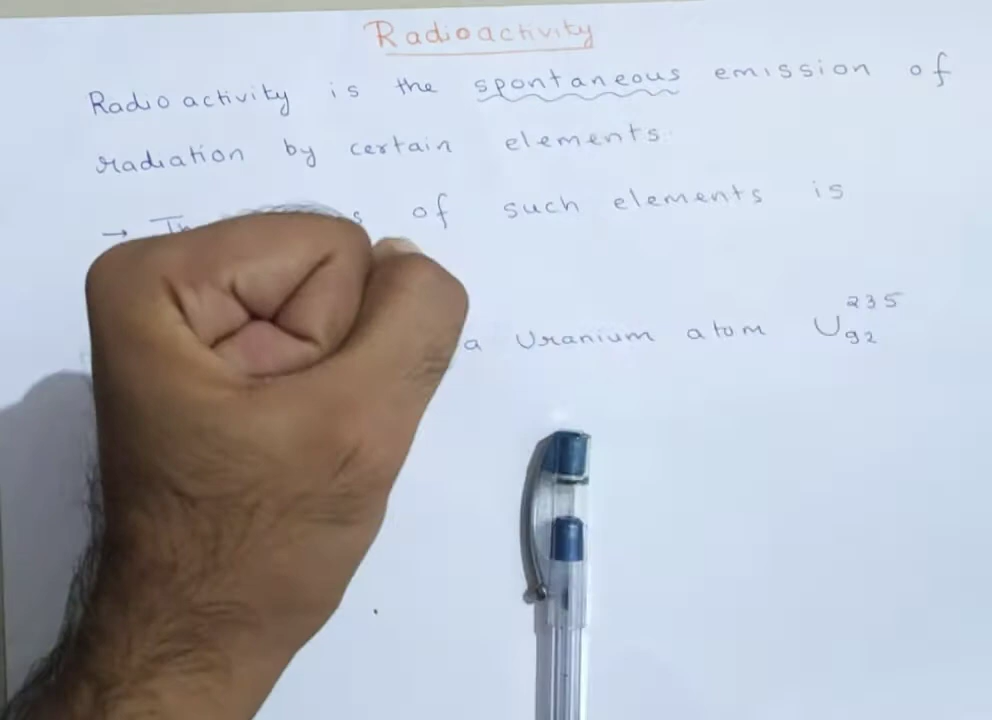 Radioactivity
Radioactivity is the spontaneous emission of
radiation by certain elements.
→ of such elements is
a Uranium atom U 235 92